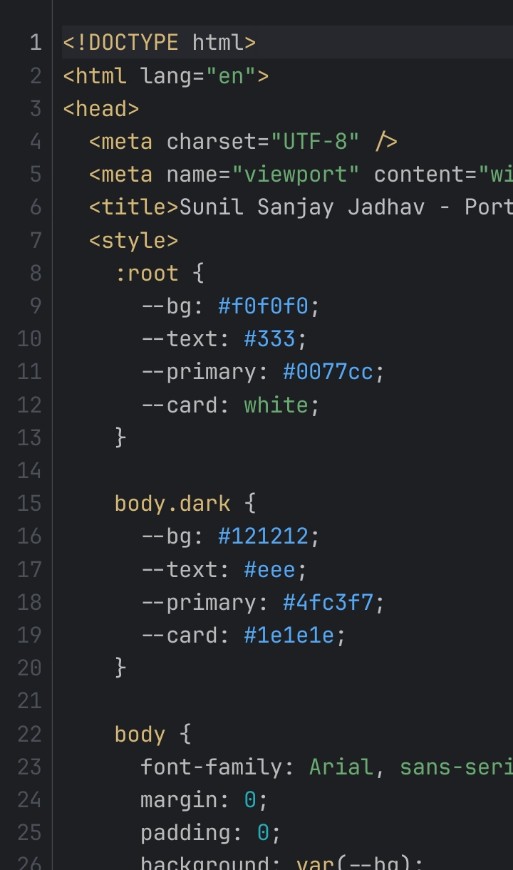 1 <!DOCTYPE html>
2 <html lang="en">
3 <head>
4 <meta charset="UTF-8" />
5 <meta name="viewport" content="wi
6 <title>Sunil Sanjay Jadhav - Port
7 <style>
8 :root {
9 --bg: #f0f0f0;
10 --text: #333;
11 --primary: #0077cc;
12 --card: white;
13 }
14
15 body.dark {
16 --bg: #121212;
17 --text: #eee;
18 --primary: #4fc3f7;
19 --card: #1e1e1e;
20 }
21
22 body {
23 font-family: Arial, sans-seri
24 margin: 0;
25 padding: 0;
26 background: var(--bg);